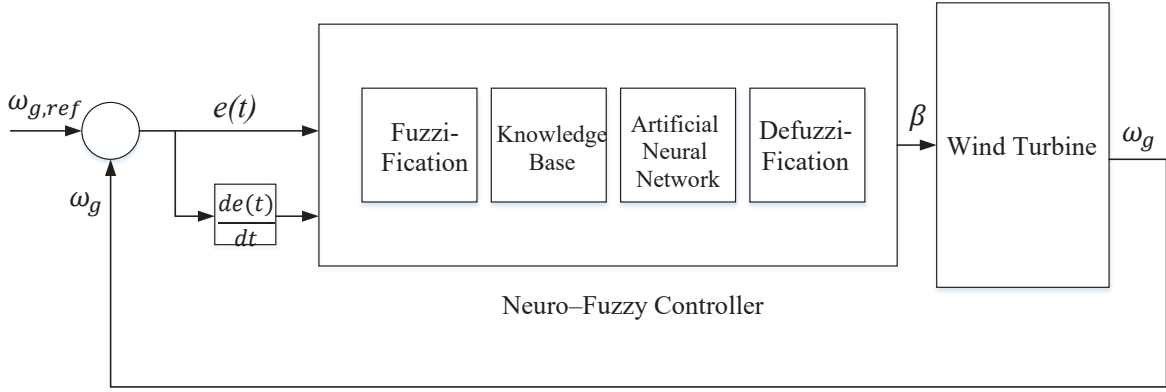 ω_{g,ref}
e(t)
ω_g
de(t)
dt
Fuzzi-
Fication
Knowledge
Base
Artificial
Neural
Network
Defuzzi-
Fication
β
Wind Turbine
ω_g
Neuro–Fuzzy Controller